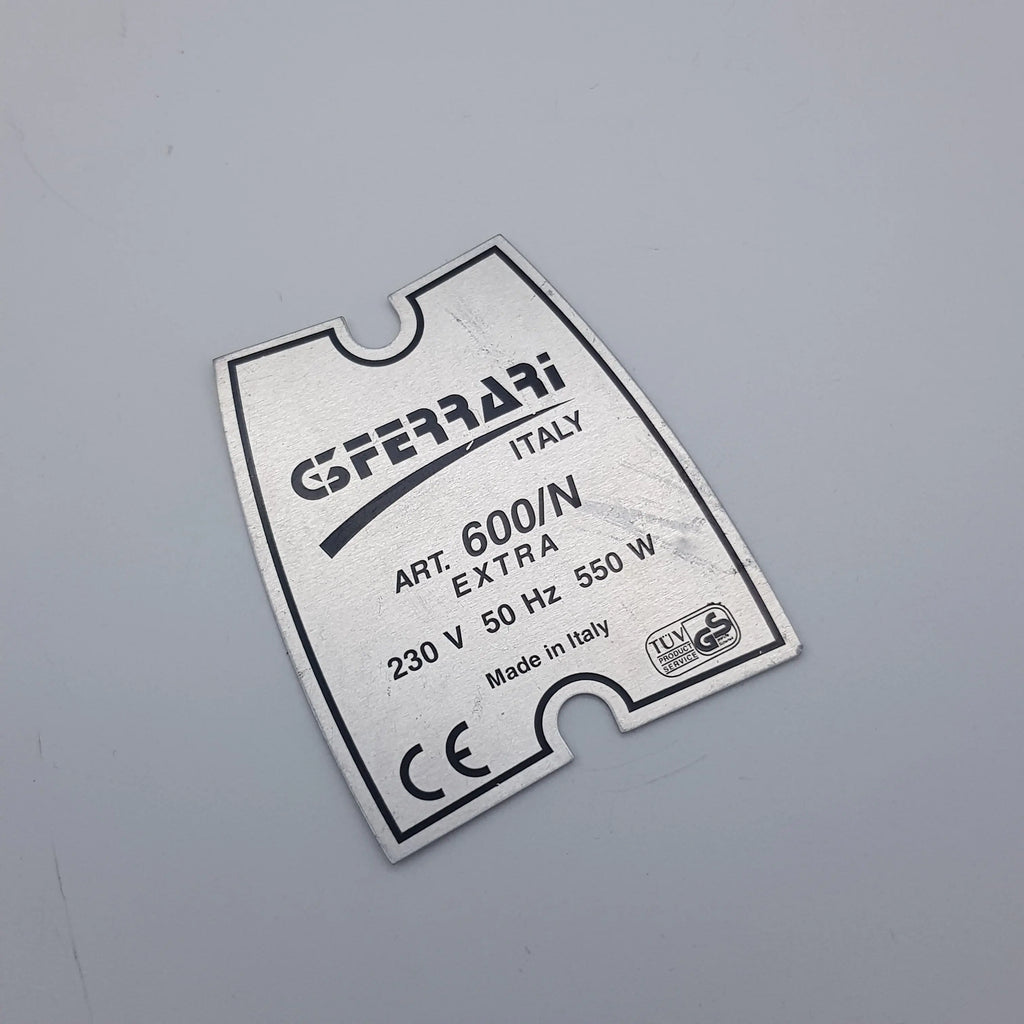 G3FERRARI
ITALY
ART. 600/N
EXTRA
230 V 50 Hz 550 W
Made in Italy
TÜV
PRODUCT
SERVICE
GS
CE